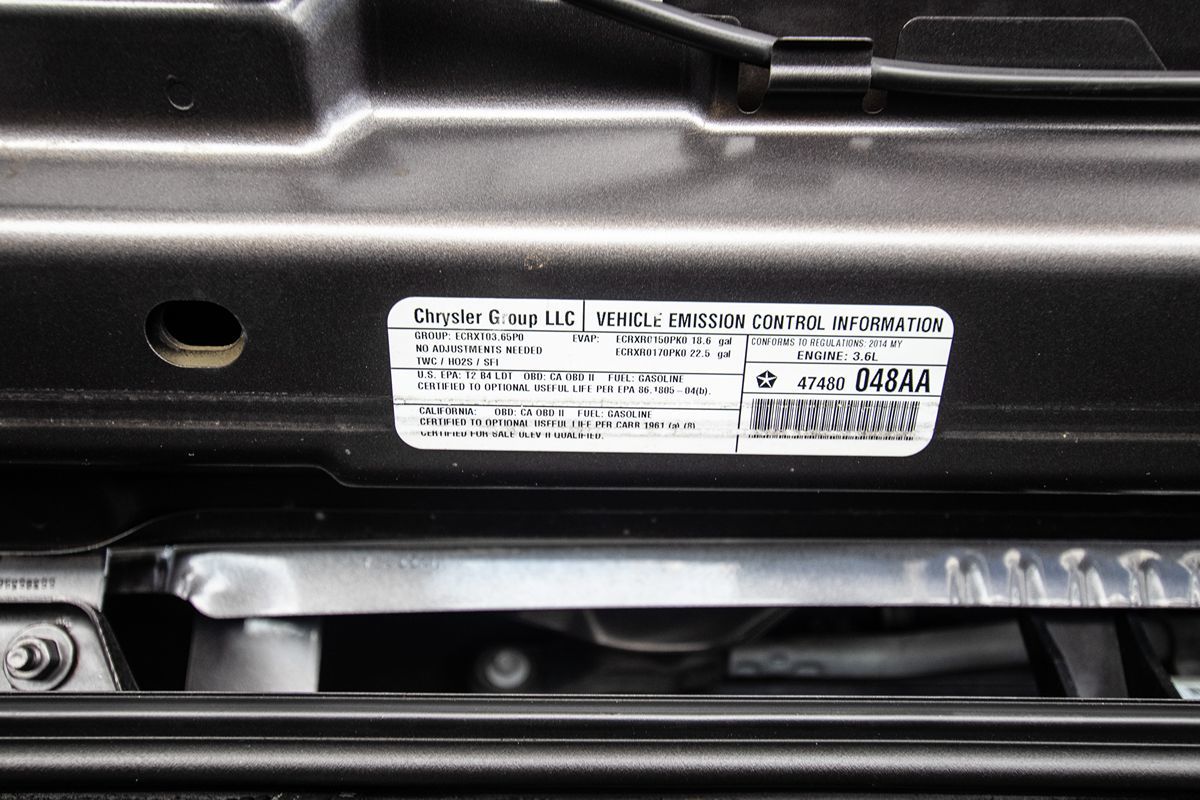 Chrysler Group LLC
VEHICLE EMISSION CONTROL INFORMATION
GROUP: ECRXT03.65P0 EVAP: ECRXR0150PK0 18.6 gal
NO ADJUSTMENTS NEEDED ECRXR0170PK0 22.5 gal
TWC / HO2S / SFI
CONFORMS TO REGULATIONS: 2014 MY
ENGINE: 3.6L
U.S. EPA: T2 B4 LDT OBD: CA OBD II FUEL: GASOLINE
CERTIFIED TO OPTIONAL USEFUL LIFE PER EPA 86.1805-04(b).
47480 048AA
CALIFORNIA: OBD: CA OBD II FUEL: GASOLINE
CERTIFIED TO OPTIONAL USEFUL LIFE PER CARB 1961 (a) (8)
CERTIFIED FOR SALE ULEV II QUALIFIED.